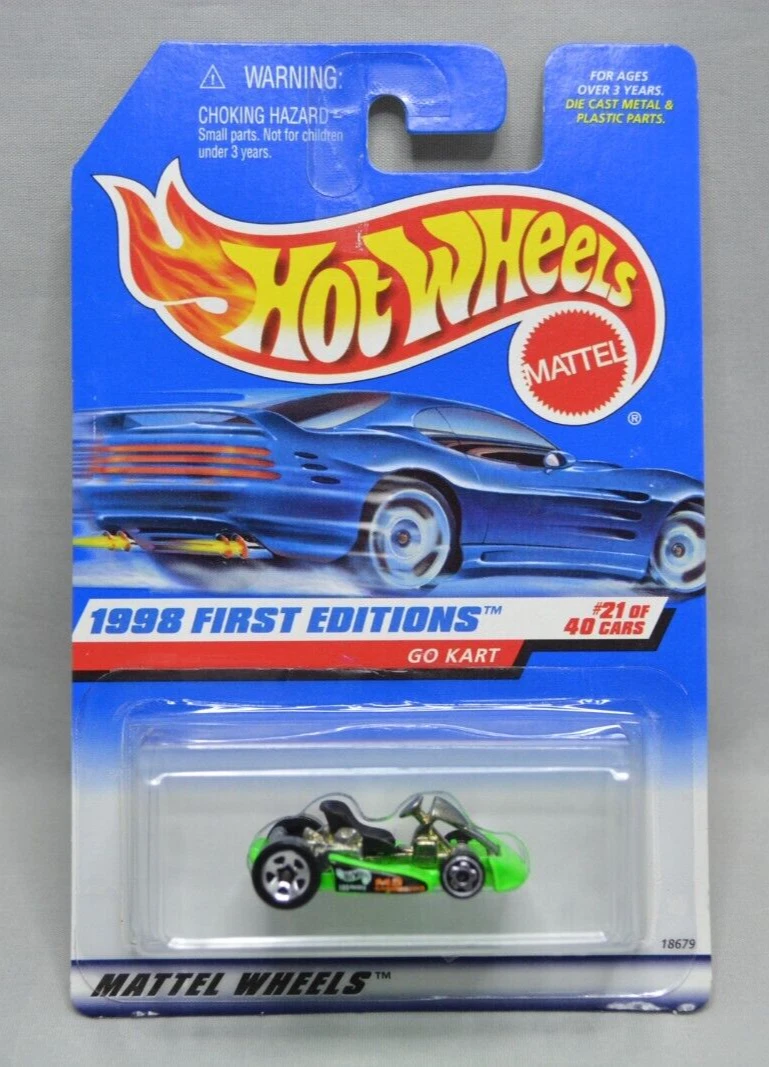 ⚠ WARNING:
CHOKING HAZARD –
Small parts. Not for children
under 3 years.
FOR AGES
OVER 3 YEARS.
DIE CAST METAL &
PLASTIC PARTS.
HOT WHEELS
MATTEL
®
1998 FIRST EDITIONS™
#21 OF
40 CARS
GO KART
18679
MATTEL WHEELS™